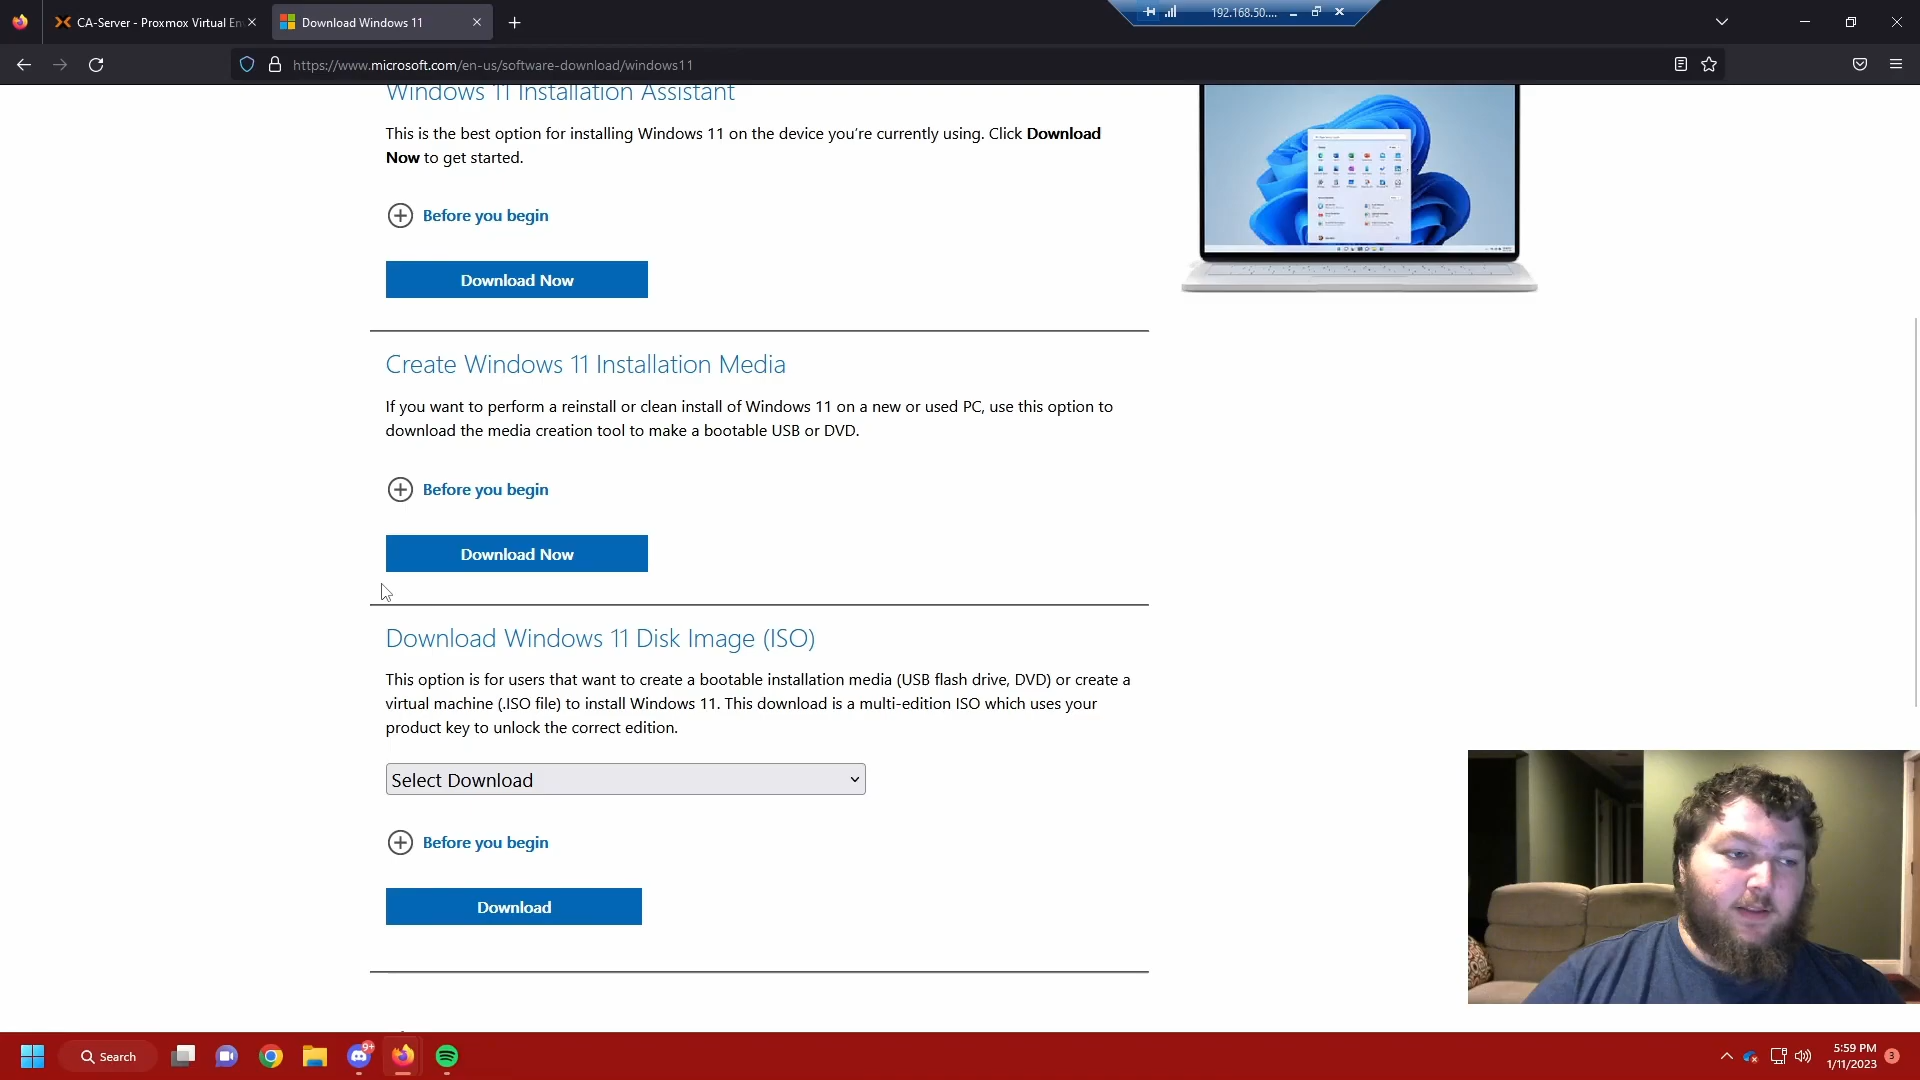 CA-Server - Proxmox Virtual En
Download Windows 11
192.168.50....
https://www.microsoft.com/en-us/software-download/windows11
Windows 11 Installation Assistant
This is the best option for installing Windows 11 on the device you're currently using. Click Download
Now to get started.
Before you begin
Download Now
Create Windows 11 Installation Media
If you want to perform a reinstall or clean install of Windows 11 on a new or used PC, use this option to
download the media creation tool to make a bootable USB or DVD.
Before you begin
Download Now
Download Windows 11 Disk Image (ISO)
This option is for users that want to create a bootable installation media (USB flash drive, DVD) or create a
virtual machine (.ISO file) to install Windows 11. This download is a multi-edition ISO which uses your
product key to unlock the correct edition.
Select Download
Before you begin
Download
Search
9+
5:59 PM
1/11/2023
3